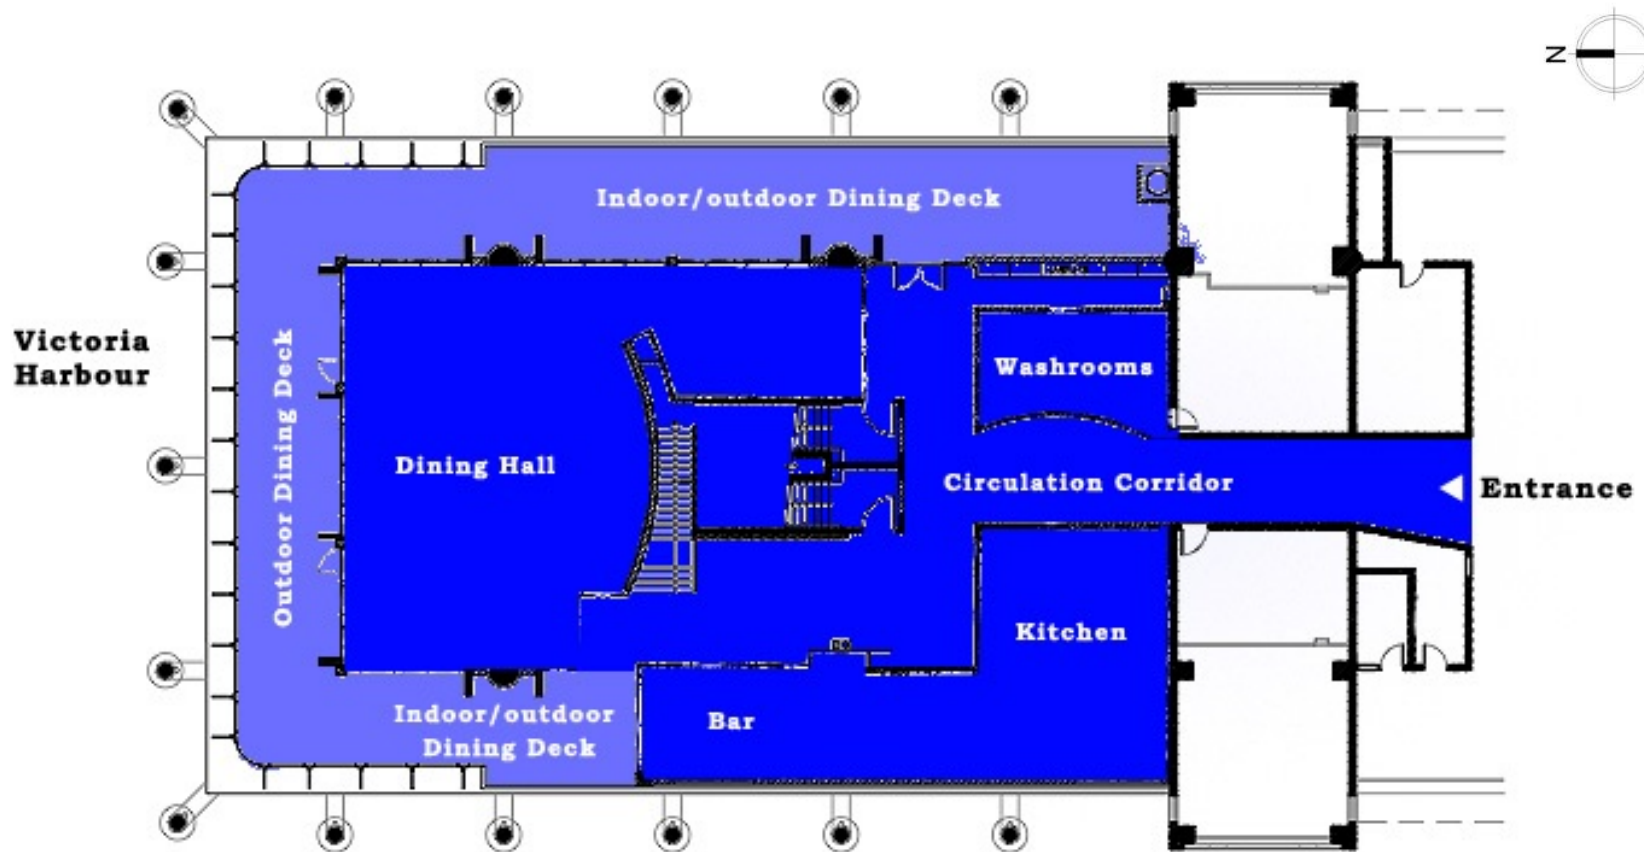 N
Indoor/outdoor Dining Deck
Victoria
Harbour
Outdoor Dining Deck
Washrooms
Dining Hall
Circulation Corridor
Entrance
Kitchen
Indoor/outdoor
Dining Deck
Bar